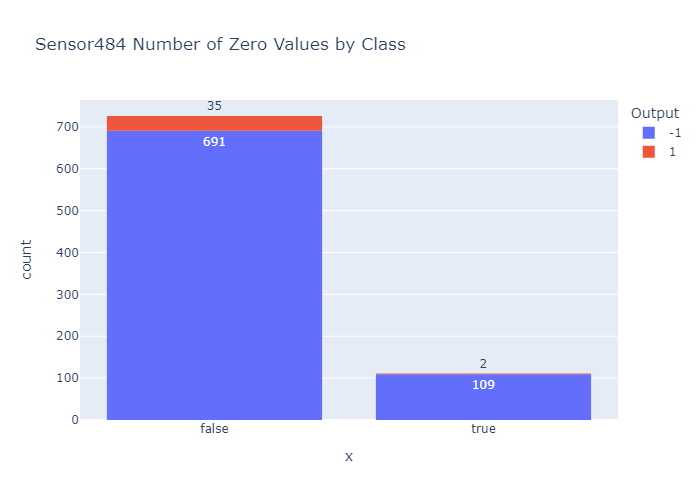 Sensor484 Number of Zero Values by Class
Output
-1
1
35
691
2
109
700
600
500
400
300
200
100
0
count
false
true
x